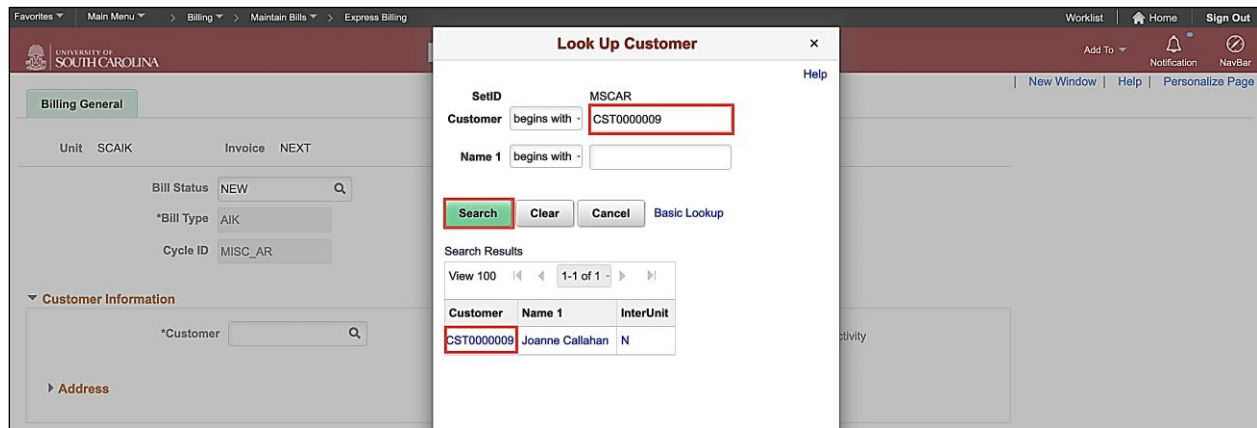 Favorites Main Menu > Billing > Maintain Bills > Express Billing Worklist Home Sign Out
UNIVERSITY OF
SOUTH CAROLINA
Add To Notification NavBar
New Window | Help | Personalize Page
Billing General
Unit SCAIK Invoice NEXT
Bill Status NEW
*Bill Type AIK
Cycle ID MISC_AR
Customer Information
*Customer
Address
Look Up Customer ×
Help
SetID MSCAR
Customer begins with CST0000009
Name 1 begins with
Search Clear Cancel Basic Lookup
Search Results
View 100 1-1 of 1
Customer Name 1 InterUnit
CST0000009 Joanne Callahan N